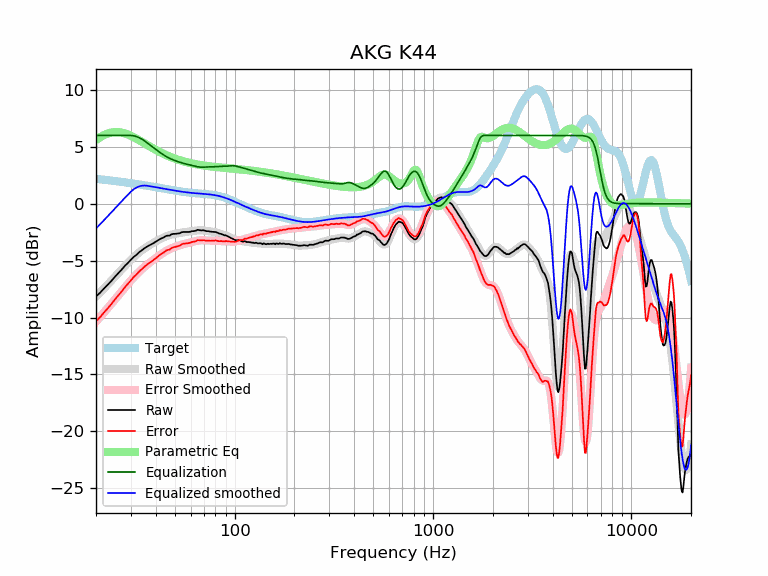 AKG K44
10
5
0
−5
−10
−15
−20
−25
Amplitude (dBr)
Target
Raw Smoothed
Error Smoothed
Raw
Error
Parametric Eq
Equalization
Equalized smoothed
100 1000 10000
Frequency (Hz)